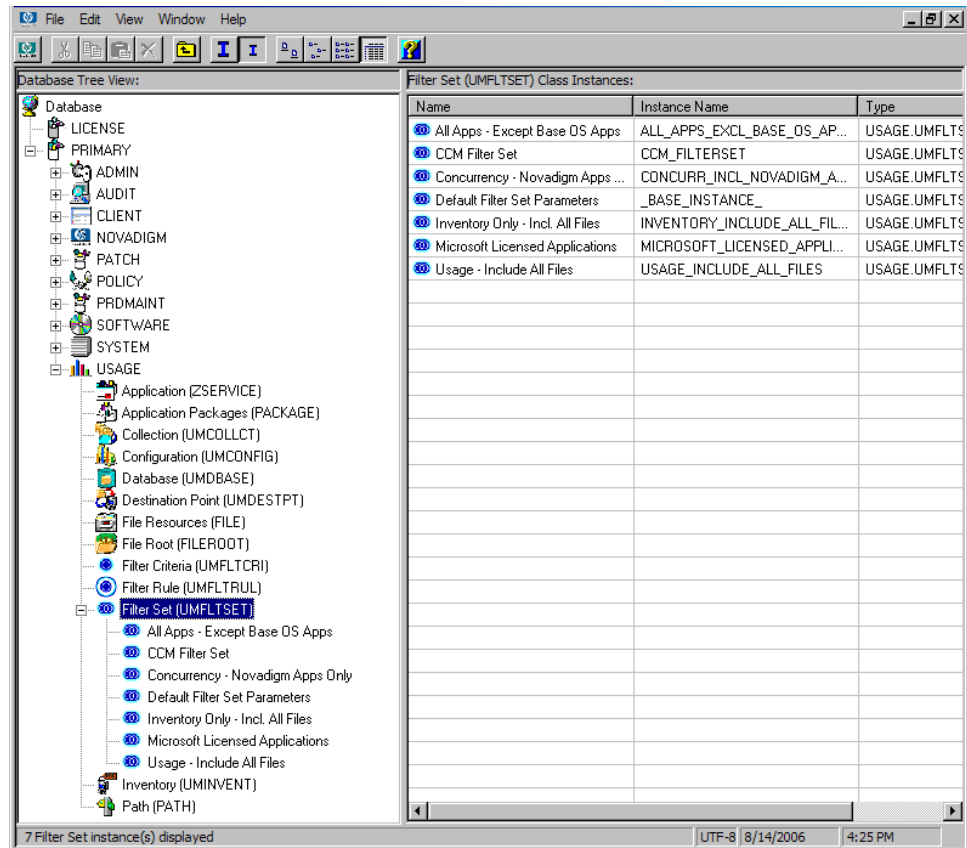 File Edit View Window Help
Database Tree View:
Database
LICENSE
PRIMARY
ADMIN
AUDIT
CLIENT
NOVADIGM
PATCH
POLICY
PRDMAINT
SOFTWARE
SYSTEM
USAGE
Application (ZSERVICE)
Application Packages (PACKAGE)
Collection (UMCOLLCT)
Configuration (UMCONFIG)
Database (UMDBASE)
Destination Point (UMDESTPT)
File Resources (FILE)
File Root (FILEROOT)
Filter Criteria (UMFLTCRI)
Filter Rule (UMFLTRUL)
Filter Set (UMFLTSET)
All Apps - Except Base OS Apps
CCM Filter Set
Concurrency - Novadigm Apps Only
Default Filter Set Parameters
Inventory Only - Incl. All Files
Microsoft Licensed Applications
Usage - Include All Files
Inventory (UMINVENT)
Path (PATH)
Filter Set (UMFLTSET) Class Instances:
Name Instance Name Type
All Apps - Except Base OS Apps ALL_APPS_EXCL_BASE_OS_AP... USAGE.UMFLTS
CCM Filter Set CCM_FILTERSET USAGE.UMFLTS
Concurrency - Novadigm Apps ... CONCURR_INCL_NOVADIGM_A... USAGE.UMFLTS
Default Filter Set Parameters _BASE_INSTANCE_ USAGE.UMFLTS
Inventory Only - Incl. All Files INVENTORY_INCLUDE_ALL_FIL... USAGE.UMFLTS
Microsoft Licensed Applications MICROSOFT_LICENSED_APPLI... USAGE.UMFLTS
Usage - Include All Files USAGE_INCLUDE_ALL_FILES USAGE.UMFLTS
7 Filter Set instance(s) displayed UTF-8 8/14/2006 4:25 PM